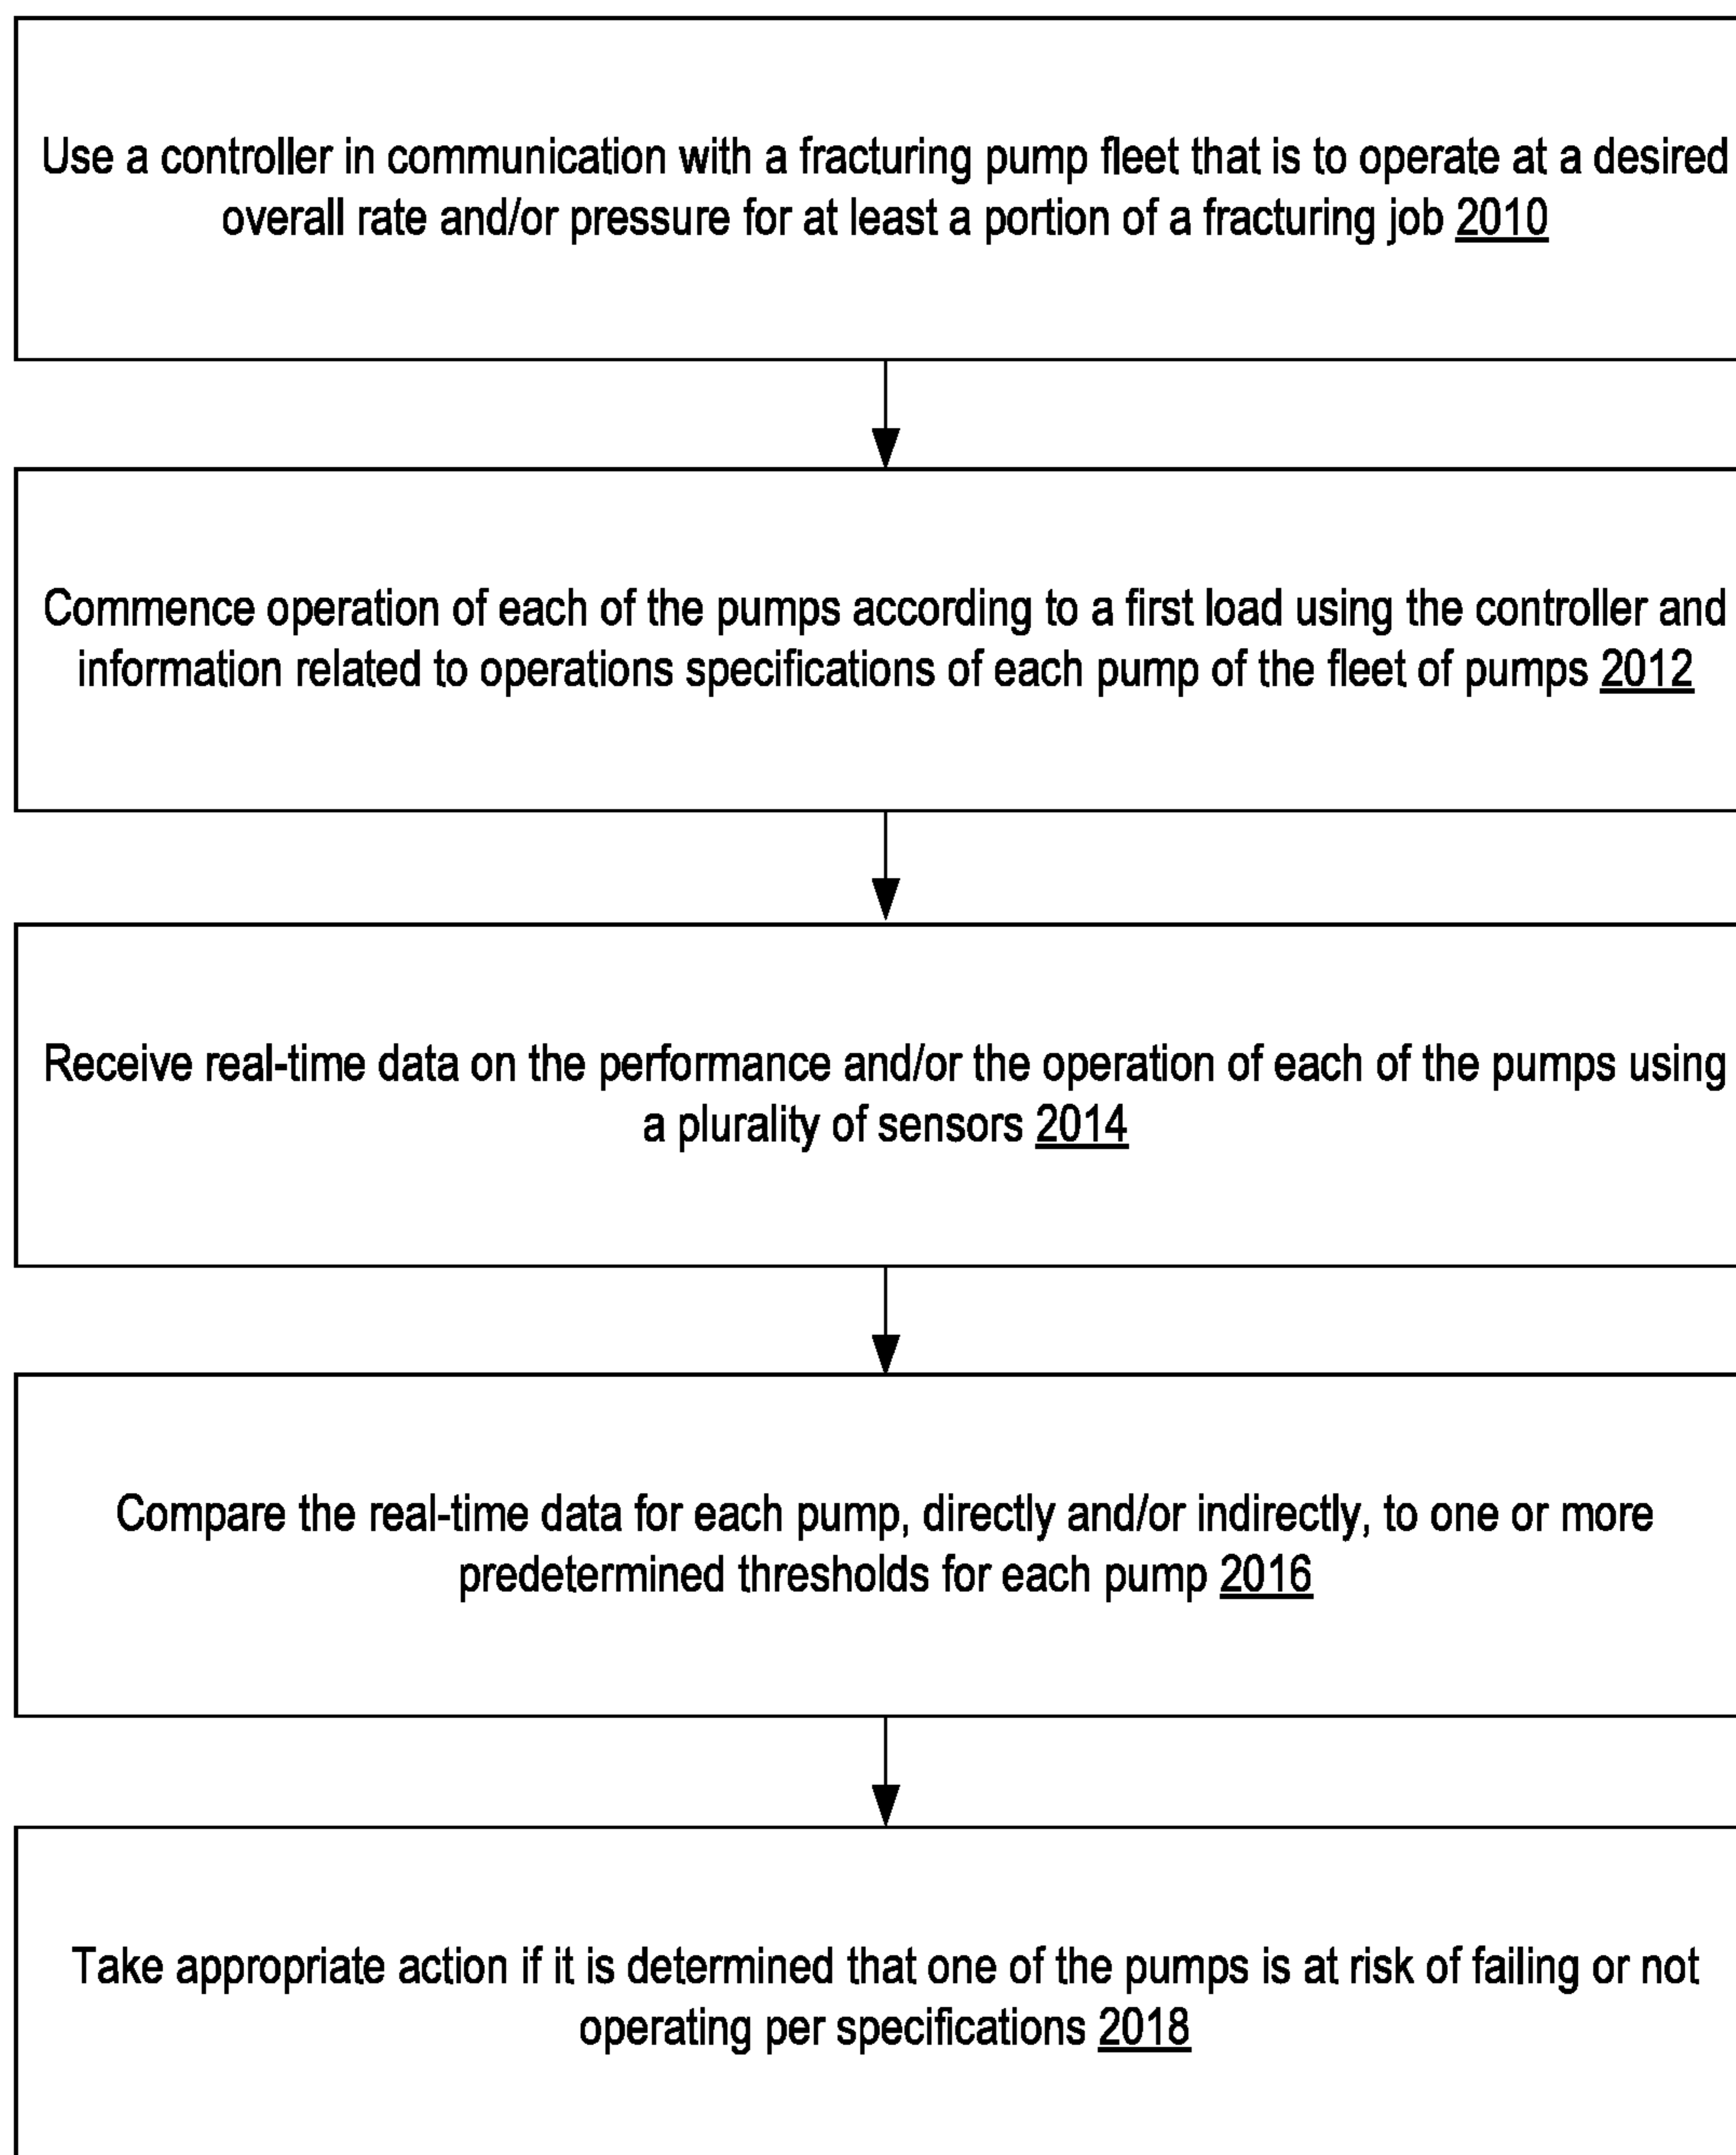 Use a controller in communication with a fracturing pump fleet that is to operate at a desired
overall rate and/or pressure for at least a portion of a fracturing job 2010
Commence operation of each of the pumps according to a first load using the controller and
information related to operations specifications of each pump of the fleet of pumps 2012
Receive real-time data on the performance and/or the operation of each of the pumps using
a plurality of sensors 2014
Compare the real-time data for each pump, directly and/or indirectly, to one or more
predetermined thresholds for each pump 2016
Take appropriate action if it is determined that one of the pumps is at risk of failing or not
operating per specifications 2018